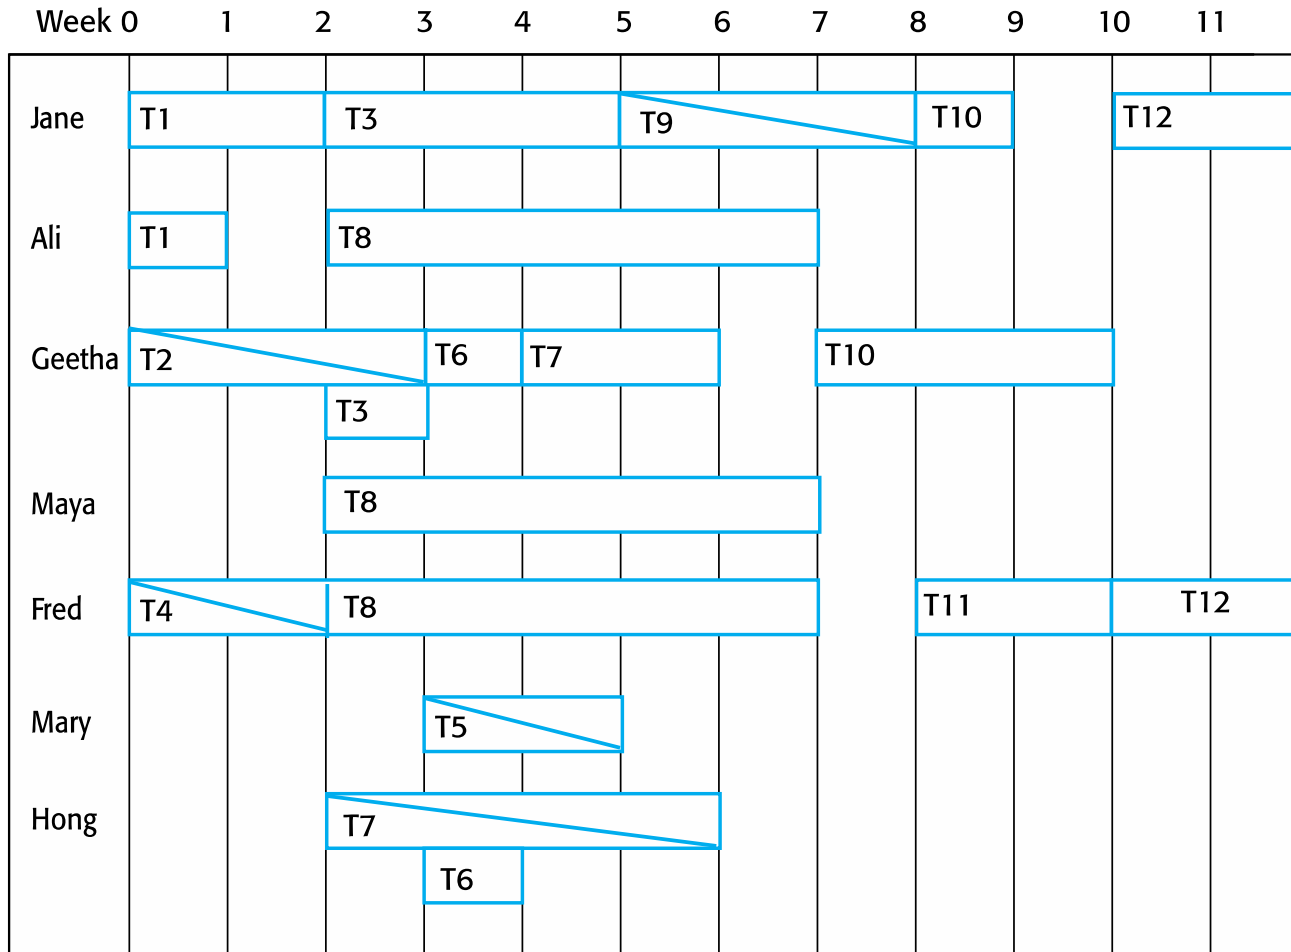 Week 0 1 2 3 4 5 6 7 8 9 10 11
Jane T1 T3 T9 T10 T12
Ali T1 T8
Geetha T2 T6 T7 T10
T3
Maya T8
Fred T4 T8 T11 T12
Mary T5
Hong T7
T6